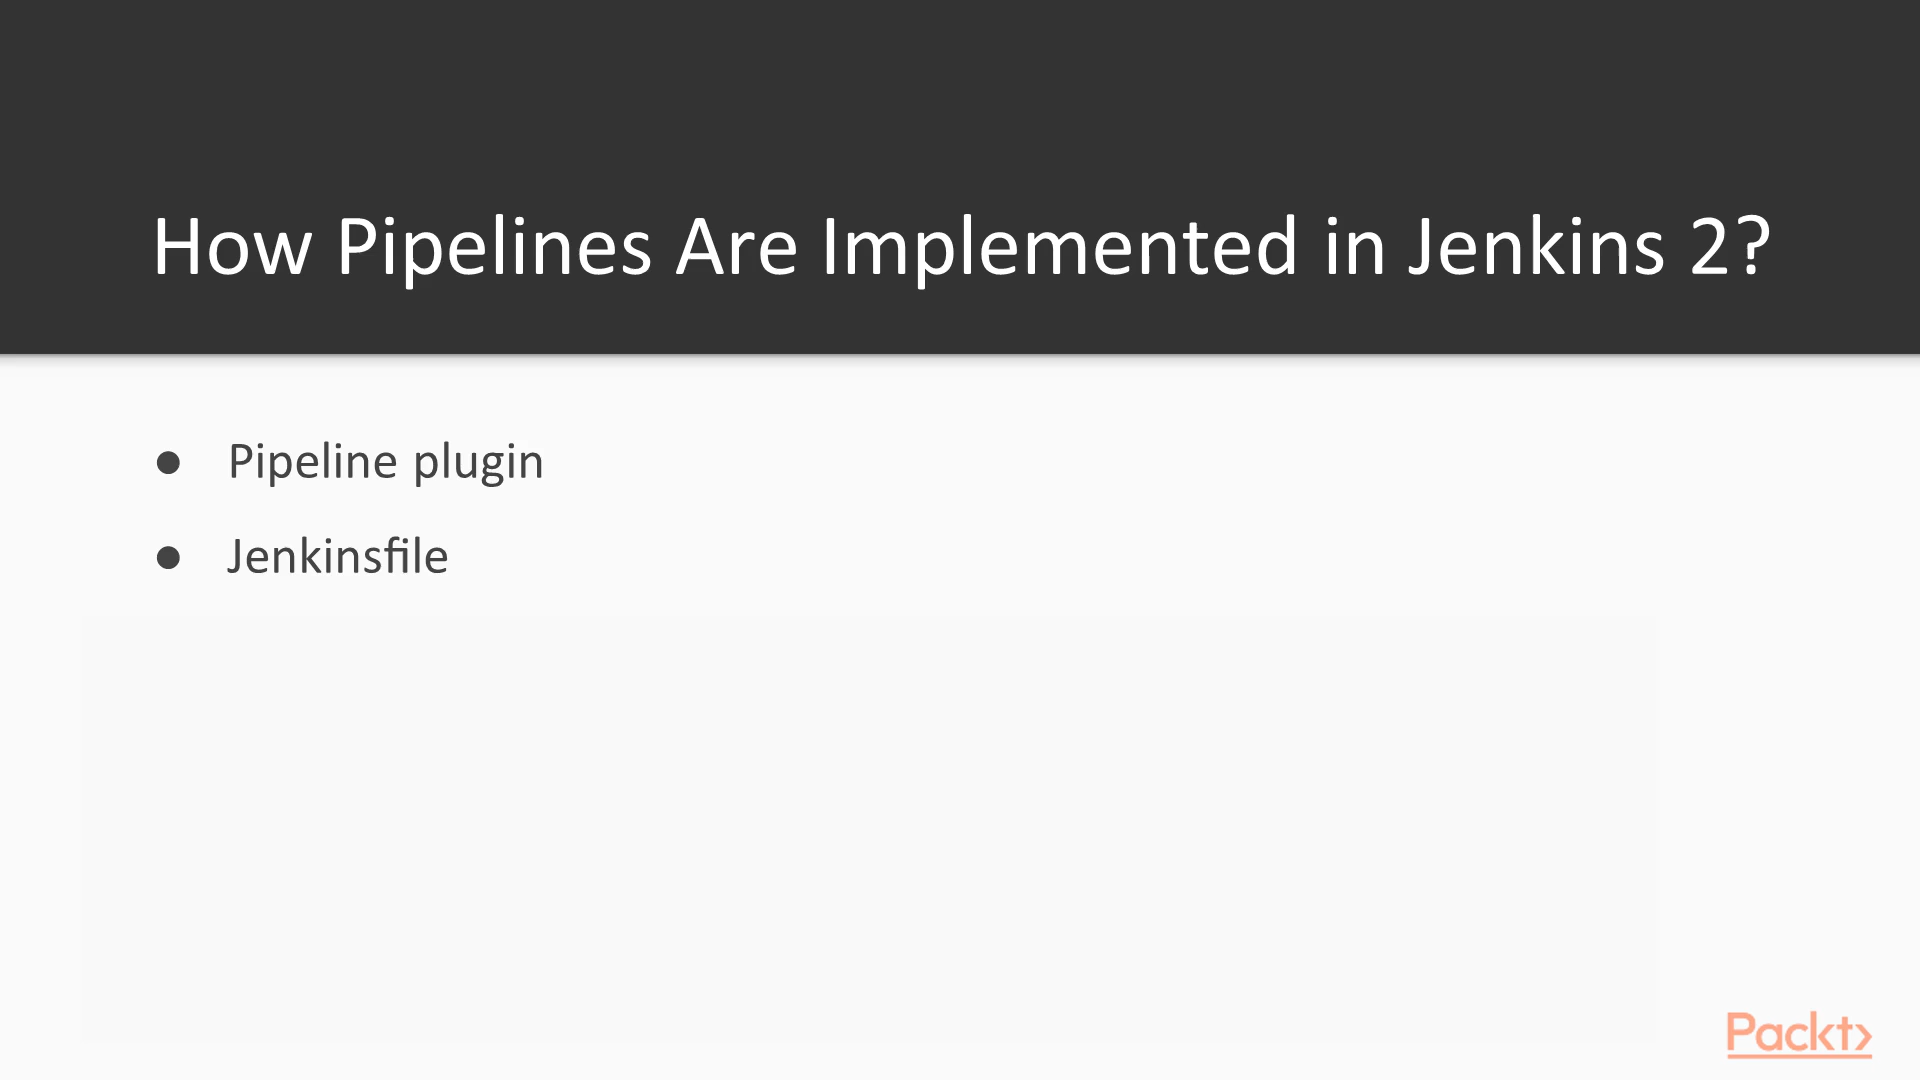 How Pipelines Are Implemented in Jenkins 2?
● Pipeline plugin
● Jenkinsfile
Packt>